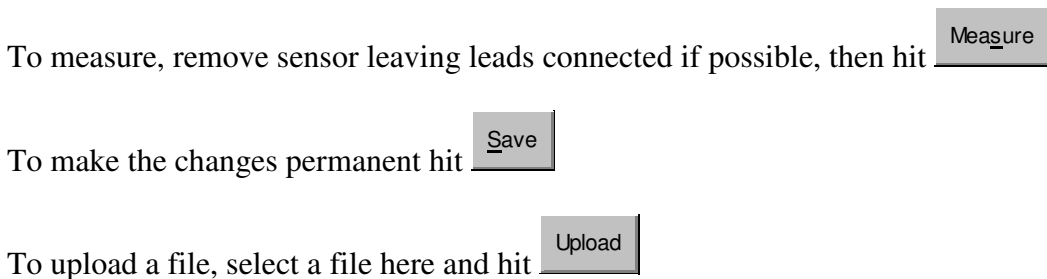 To measure, remove sensor leaving leads connected if possible, then hit Measure
To make the changes permanent hit Save
To upload a file, select a file here and hit Upload